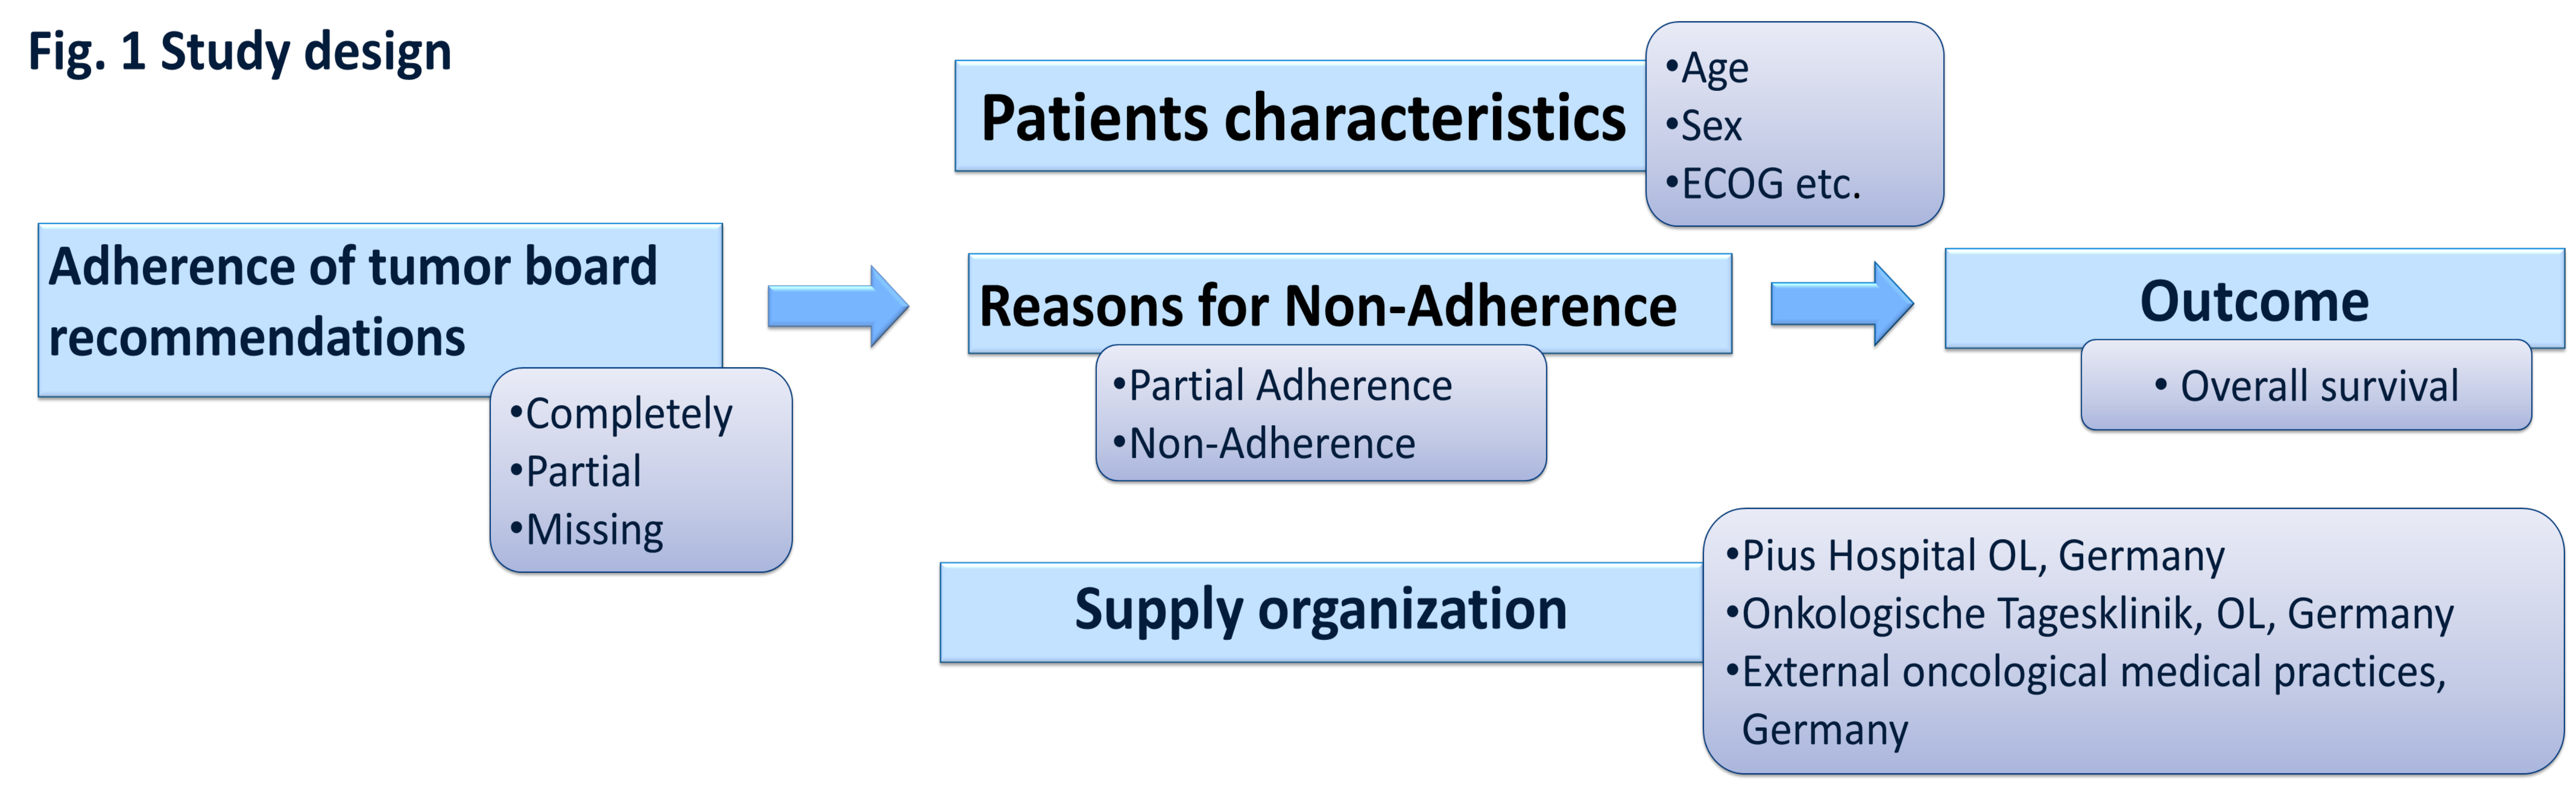 Fig. 1 Study design
Patients characteristics
•Age
•Sex
•ECOG etc.
Adherence of tumor board
recommendations
•Completely
•Partial
•Missing
Reasons for Non-Adherence
•Partial Adherence
•Non-Adherence
Outcome
• Overall survival
Supply organization
•Pius Hospital OL, Germany
•Onkologische Tagesklinik, OL, Germany
•External oncological medical practices,
Germany